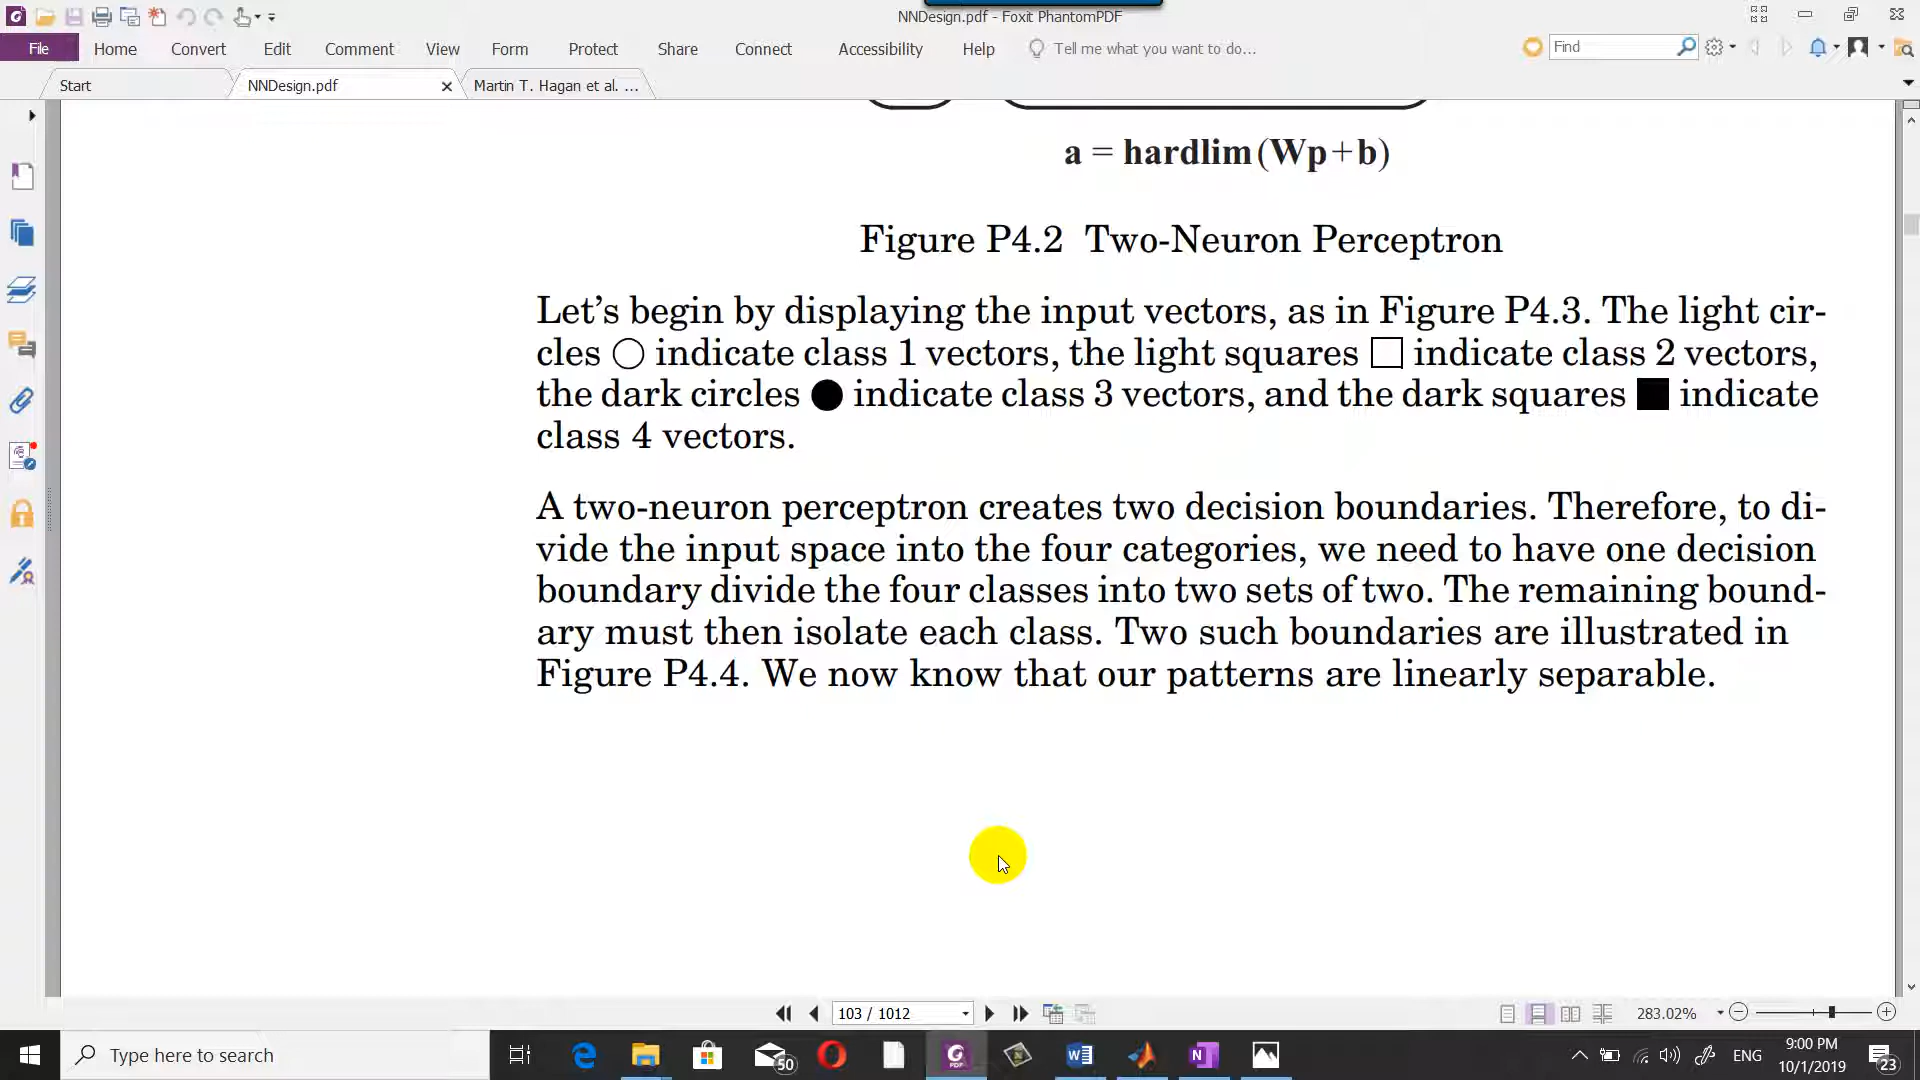 NNDesign.pdf - Foxit PhantomPDF
File Home Convert Edit Comment View Form Protect Share Connect Accessibility Help Tell me what you want to do... Find
Start NNDesign.pdf Martin T. Hagan et al. ...
a = hardlim(Wp+b)
Figure P4.2 Two-Neuron Perceptron
Let’s begin by displaying the input vectors, as in Figure P4.3. The light cir-
cles indicate class 1 vectors, the light squares indicate class 2 vectors,
the dark circles indicate class 3 vectors, and the dark squares indicate
class 4 vectors.
A two-neuron perceptron creates two decision boundaries. Therefore, to di-
vide the input space into the four categories, we need to have one decision
boundary divide the four classes into two sets of two. The remaining bound-
ary must then isolate each class. Two such boundaries are illustrated in
Figure P4.4. We now know that our patterns are linearly separable.
103 / 1012 283.02%
Type here to search 50 ENG 9:00 PM
10/1/2019 23